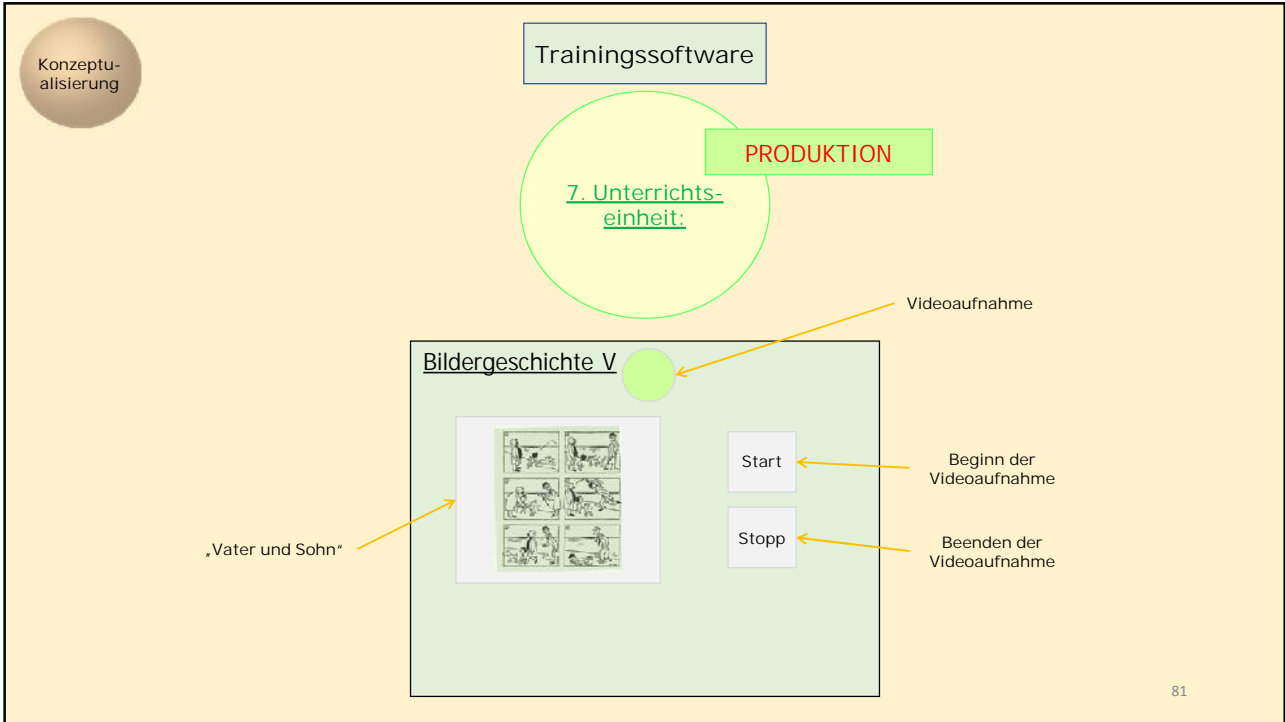 Konzeptu-
alisierung
Trainingssoftware
PRODUKTION
7. Unterrichts-
einheit:
Videoaufnahme
Bildergeschichte V
Start
Beginn der
Videoaufnahme
Stopp
Beenden der
Videoaufnahme
„Vater und Sohn“
81